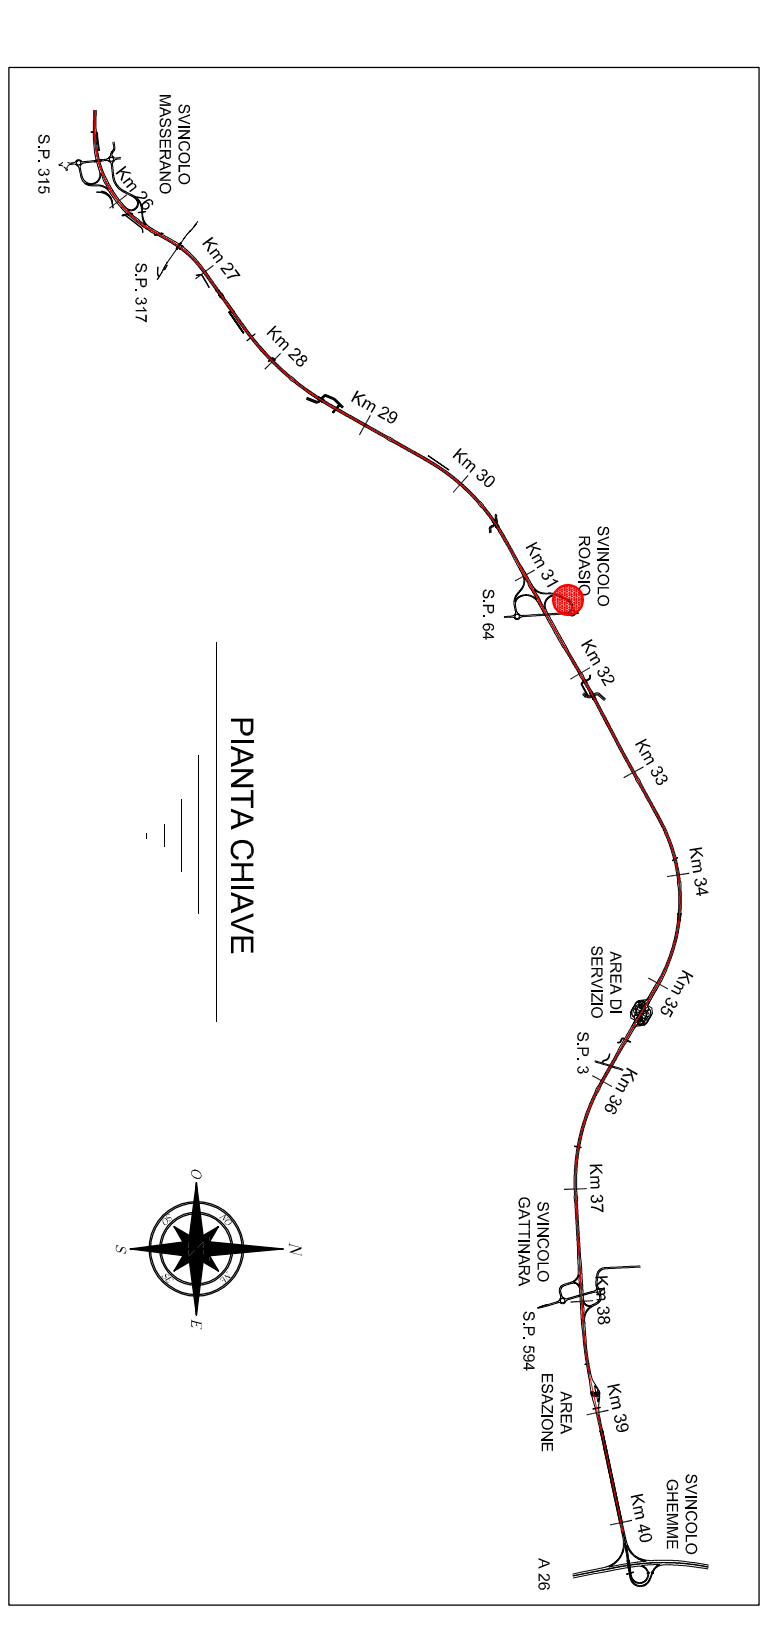 SVINCOLO
MASSERANO
S.P. 315
Km 26
S.P. 317
Km 27
Km 28
Km 29
Km 30
SVINCOLO
ROASIO
Km 31
S.P. 64
Km 32
Km 33
Km 34
Km 35
AREA DI
SERVIZIO
S.P. 3
Km 36
Km 37
SVINCOLO
GATTINARA
Km 38
S.P. 594
AREA
ESAZIONE
Km 39
Km 40
SVINCOLO
GHEMME
A 26
PIANTA CHIAVE
N
O
E
S
NO
SO